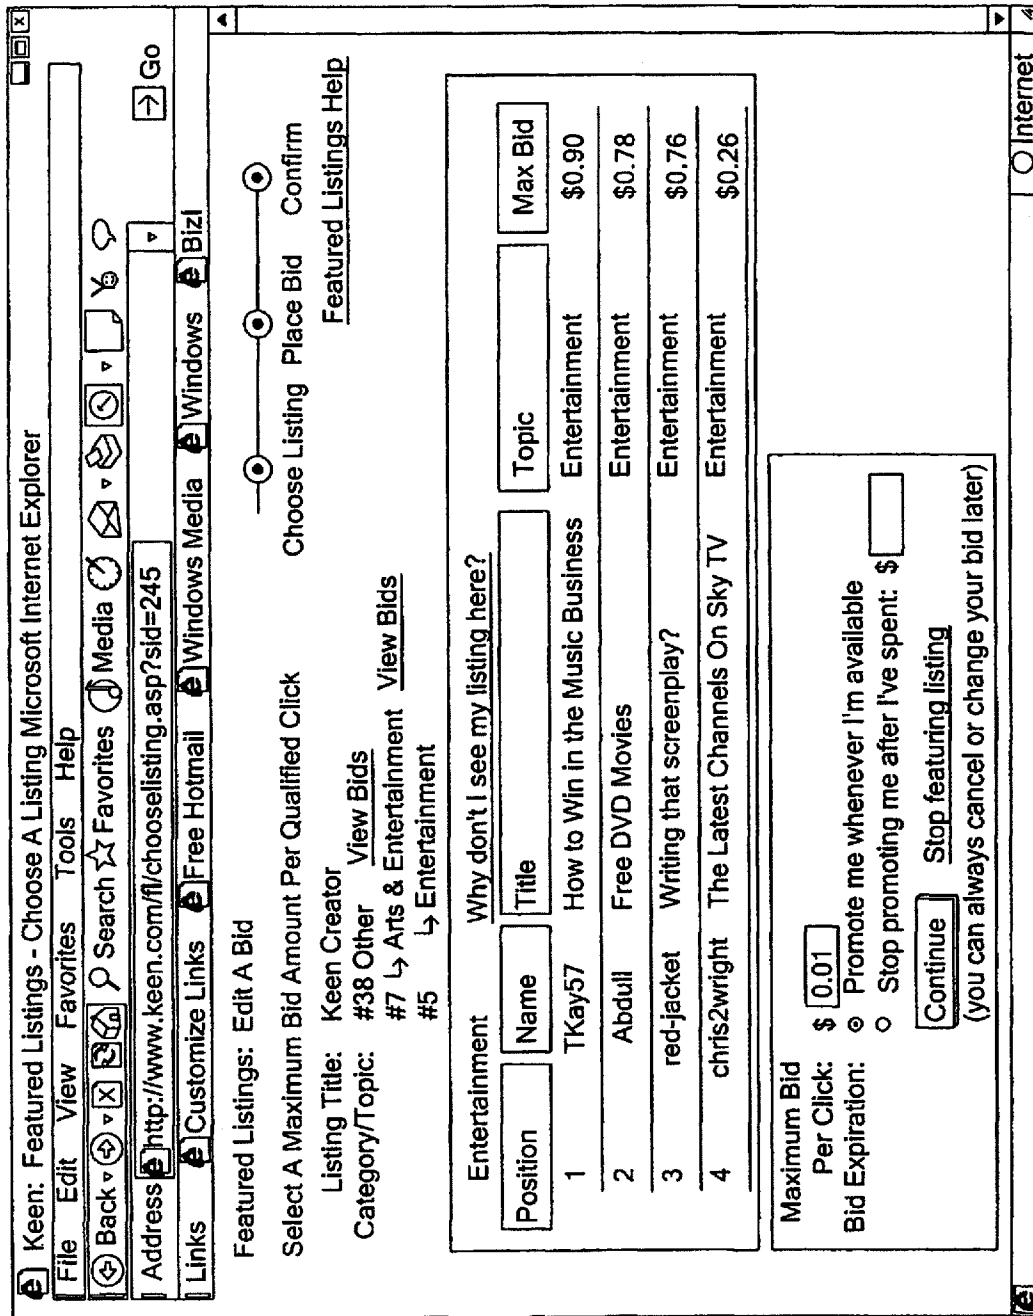 Keen: Featured Listings - Choose A Listing Microsoft Internet Explorer
File Edit View Favorites Tools Help
Back Search Favorites Media
Address http://www.keen.com/fl/chooselisting.asp?sid=245 Go
Links Customize Links Free Hotmail Windows Media Windows Bizl
Featured Listings: Edit A Bid
Choose Listing Place Bid Confirm
Select A Maximum Bid Amount Per Qualified Click
Featured Listings Help
Listing Title: Keen Creator
Category/Topic: #38 Other View Bids
#7 ↳ Arts & Entertainment View Bids
#5 ↳ Entertainment
Entertainment Why don't I see my listing here?
Position Name Title Topic Max Bid
1 TKay57 How to Win in the Music Business Entertainment $0.90
2 Abdull Free DVD Movies Entertainment $0.78
3 red-jacket Writing that screenplay? Entertainment $0.76
4 chris2wright The Latest Channels On Sky TV Entertainment $0.26
Maximum Bid
Per Click: $ 0.01
Bid Expiration: Promote me whenever I'm available
Stop promoting me after I've spent: $
Continue Stop featuring listing
(you can always cancel or change your bid later)
Internet